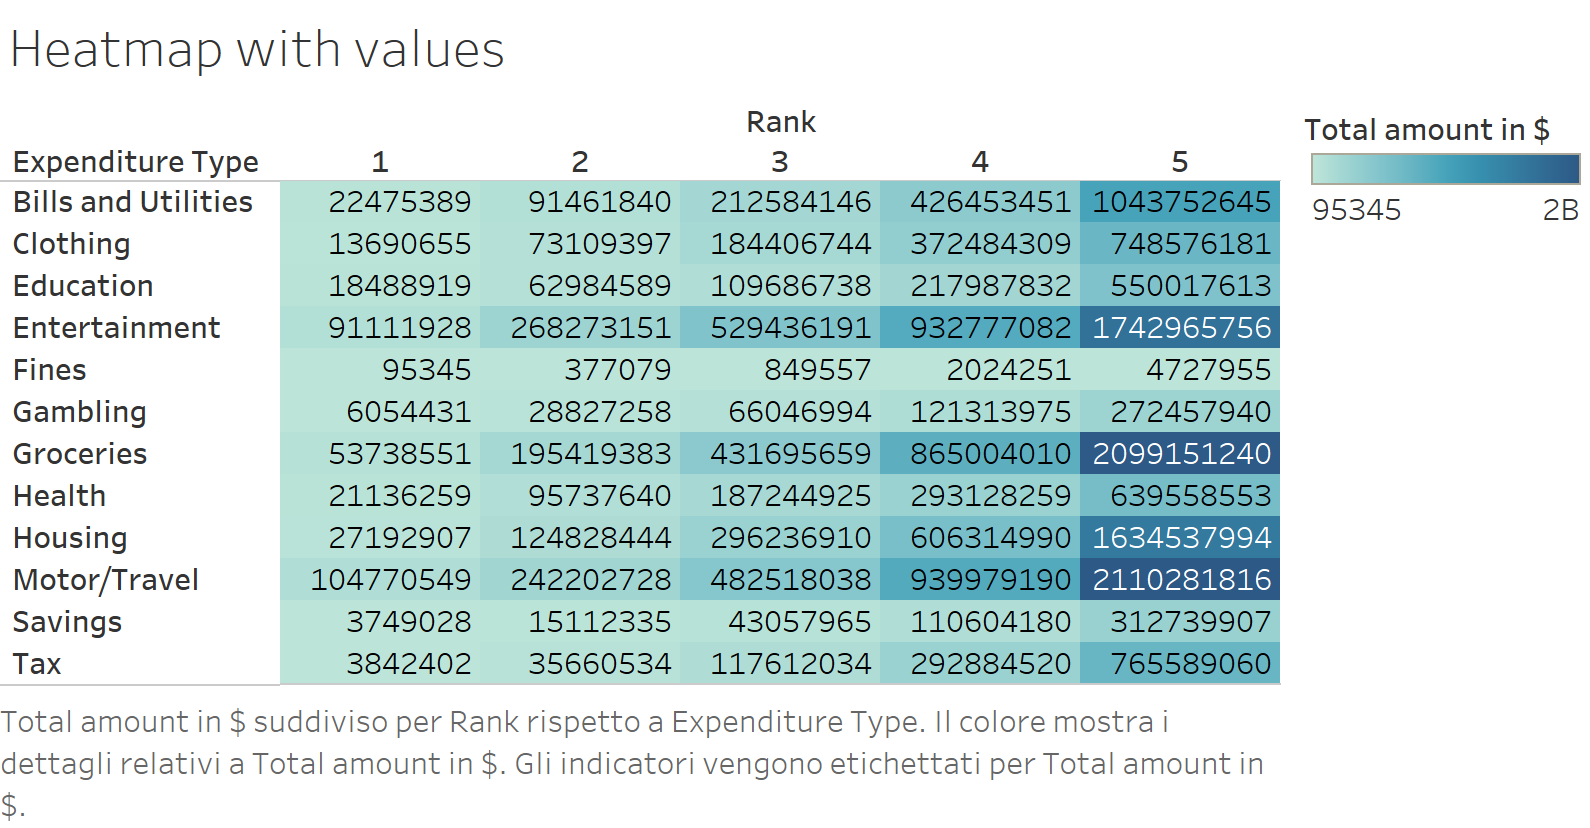 Heatmap with values
Rank
Expenditure Type 1 2 3 4 5
Bills and Utilities 22475389 91461840 212584146 426453451 1043752645
Clothing 13690655 73109397 184406744 372484309 748576181
Education 18488919 62984589 109686738 217987832 550017613
Entertainment 91111928 268273151 529436191 932777082 1742965756
Fines 95345 377079 849557 2024251 4727955
Gambling 6054431 28827258 66046994 121313975 272457940
Groceries 53738551 195419383 431695659 865004010 2099151240
Health 21136259 95737640 187244925 293128259 639558553
Housing 27192907 124828444 296236910 606314990 1634537994
Motor/Travel 104770549 242202728 482518038 939979190 2110281816
Savings 3749028 15112335 43057965 110604180 312739907
Tax 3842402 35660534 117612034 292884520 765589060
Total amount in $
95345 2B
Total amount in $ suddiviso per Rank rispetto a Expenditure Type. Il colore mostra i
dettagli relativi a Total amount in $. Gli indicatori vengono etichettati per Total amount in
$.